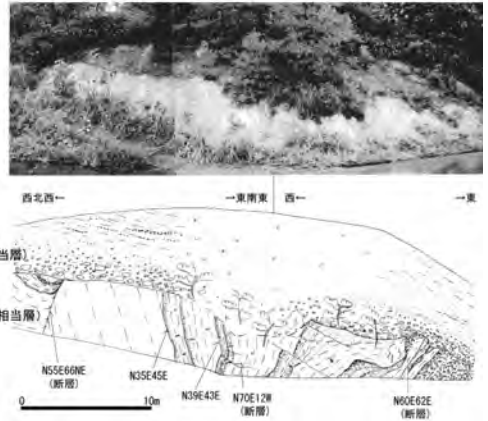 西北西← →東南東 西← →東
当層)
相当層)
N55E66NE
(断層)
N35E45E
N39E43E
N70E12W
(断層)
N60E62E
(断層)
0 10m